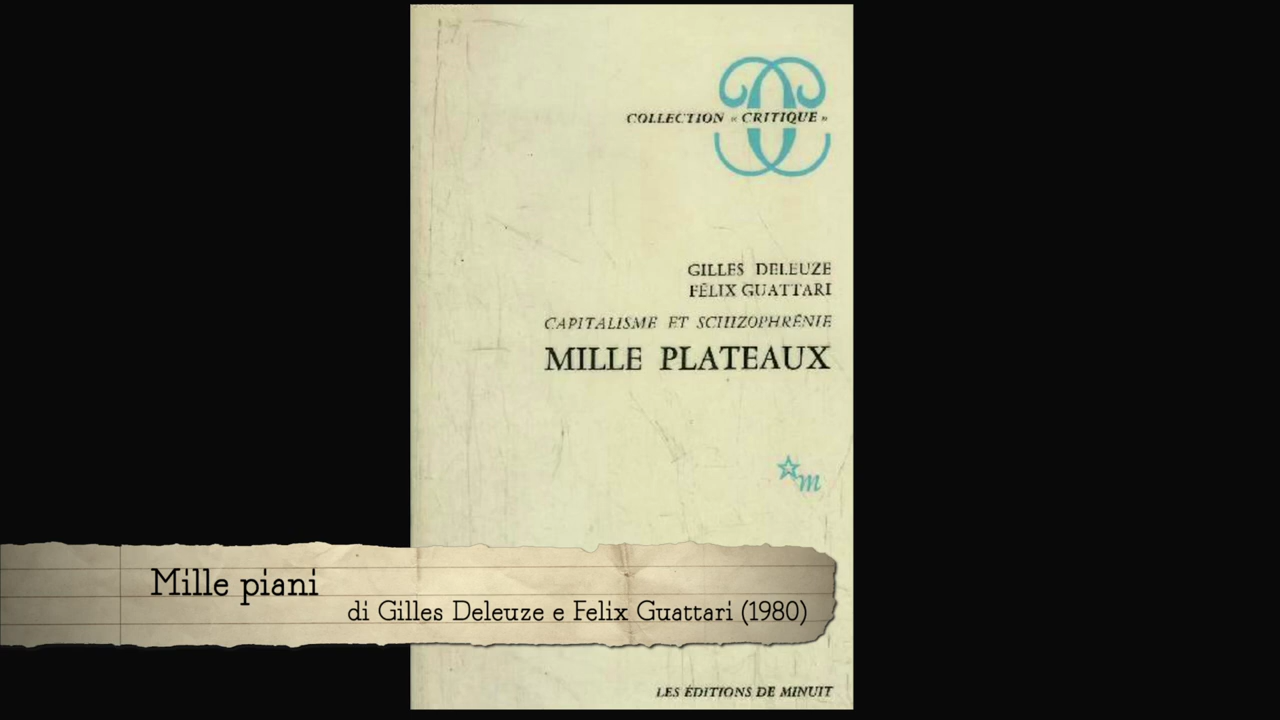 COLLECTION « CRITIQUE »
GILLES DELEUZE
FÉLIX GUATTARI
CAPITALISME ET SCHIZOPHRÉNIE
MILLE PLATEAUX
m
Mille piani
di Gilles Deleuze e Felix Guattari (1980)
LES ÉDITIONS DE MINUIT